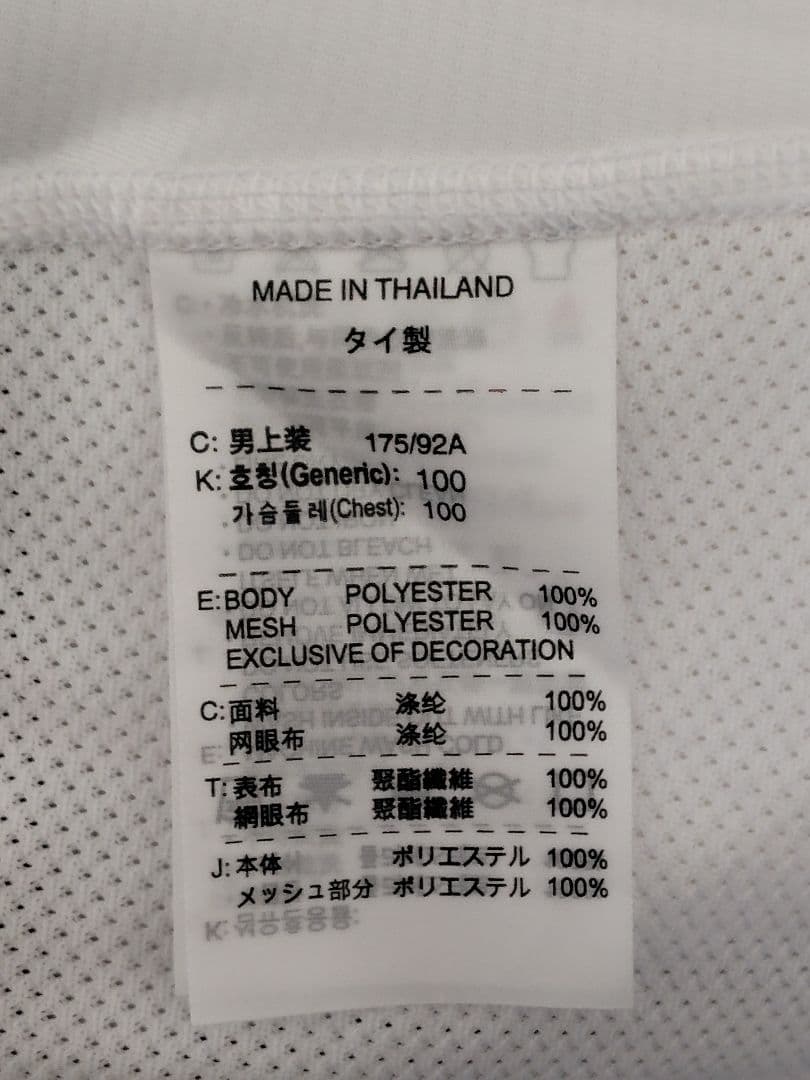 MADE IN THAILAND
タイ製
C: 男上装 175/92A
K: 호칭(Generic): 100
가슴둘레(Chest): 100
E: BODY POLYESTER 100%
MESH POLYESTER 100%
EXCLUSIVE OF DECORATION
C: 面料 涤纶 100%
网眼布 涤纶 100%
T: 表布 聚酯纖維 100%
網眼布 聚酯纖維 100%
J: 本体 ポリエステル 100%
メッシュ部分 ポリエステル 100%